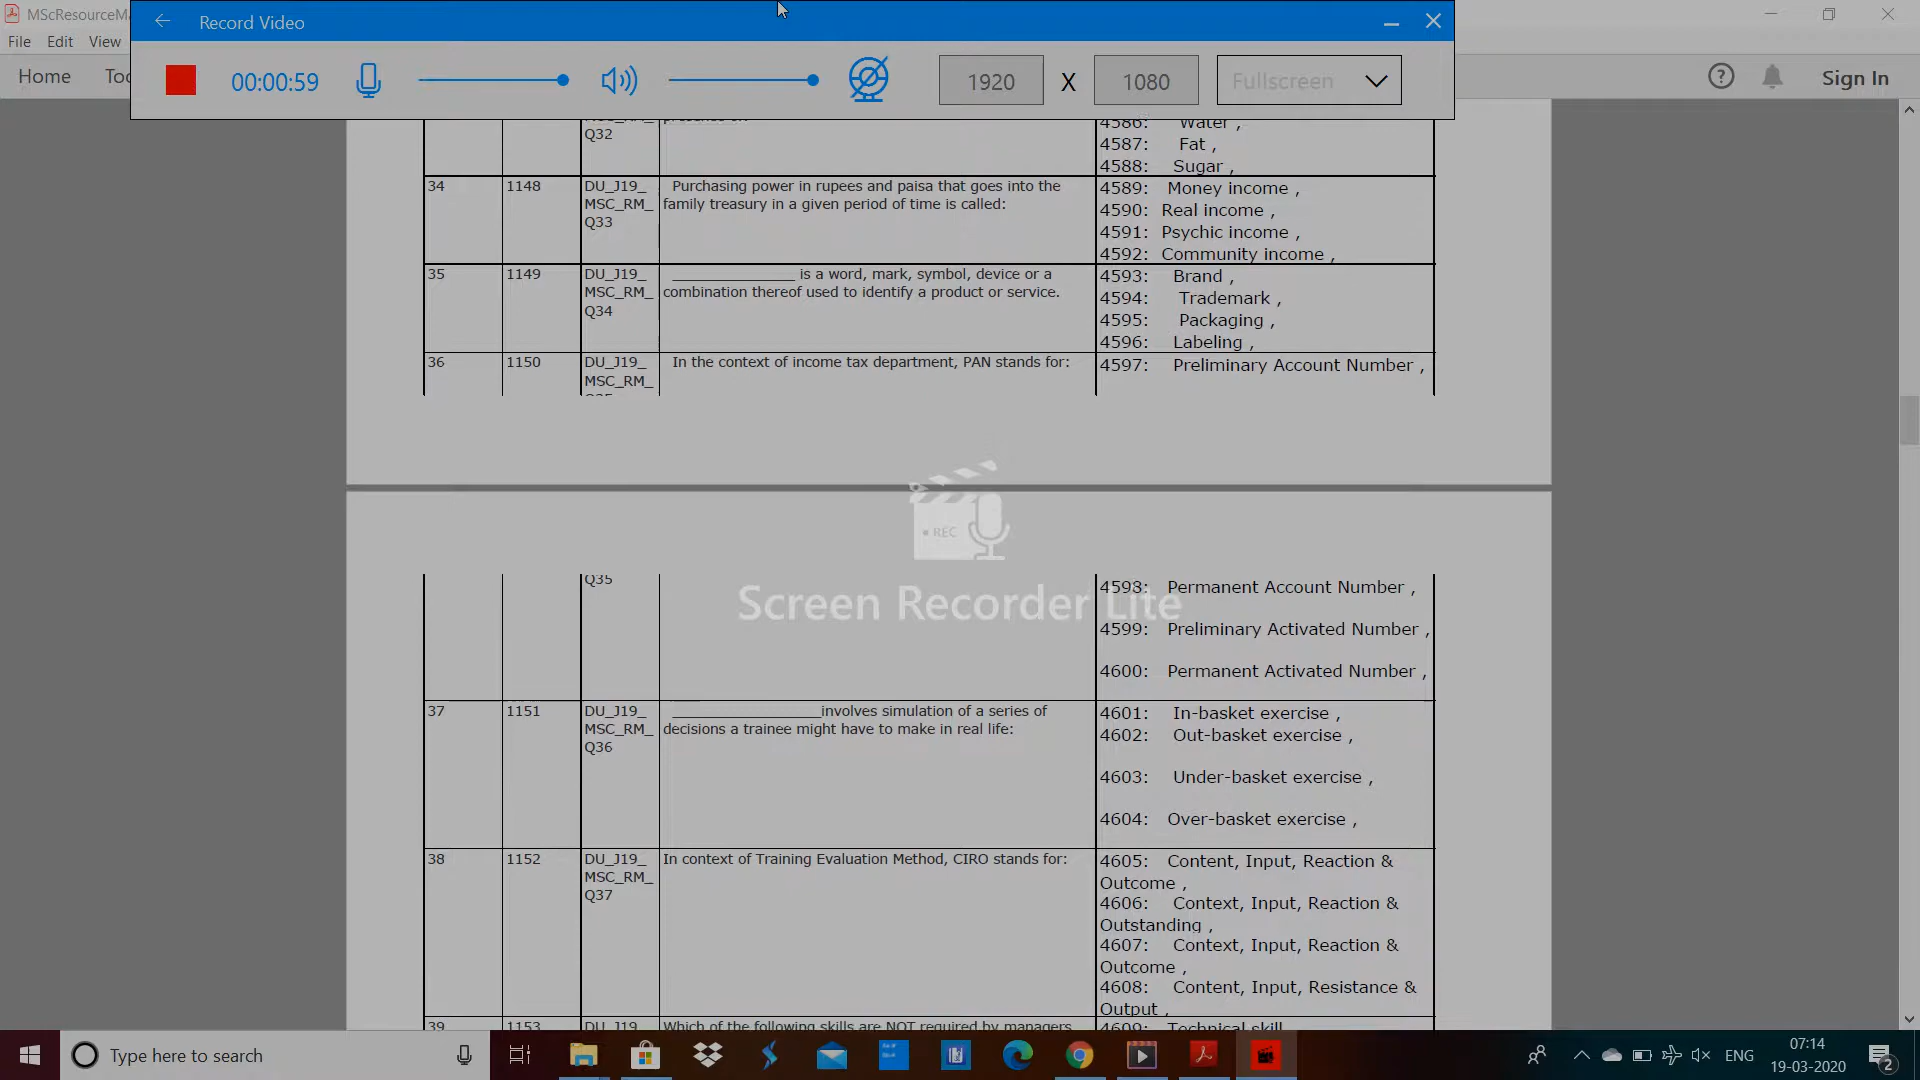 MScResourceMa
Record Video
File Edit View
00:00:59
1920 X 1080 Fullscreen
Home Too
Sign In
Q32
4586: Water ,
4587: Fat ,
4588: Sugar ,
34 1148 DU_J19_ MSC_RM_ Q33
Purchasing power in rupees and paisa that goes into the
family treasury in a given period of time is called:
4589: Money income ,
4590: Real income ,
4591: Psychic income ,
4592: Community income ,
35 1149 DU_J19_ MSC_RM_ Q34
______________ is a word, mark, symbol, device or a
combination thereof used to identify a product or service.
4593: Brand ,
4594: Trademark ,
4595: Packaging ,
4596: Labeling ,
36 1150 DU_J19_ MSC_RM_
In the context of income tax department, PAN stands for:
4597: Preliminary Account Number ,
REC
Screen Recorder Lite
Q35
4598: Permanent Account Number ,
4599: Preliminary Activated Number ,
4600: Permanent Activated Number ,
37 1151 DU_J19_ MSC_RM_ Q36
_________________involves simulation of a series of
decisions a trainee might have to make in real life:
4601: In-basket exercise ,
4602: Out-basket exercise ,
4603: Under-basket exercise ,
4604: Over-basket exercise ,
38 1152 DU_J19_ MSC_RM_ Q37
In context of Training Evaluation Method, CIRO stands for:
4605: Content, Input, Reaction &
Outcome ,
4606: Context, Input, Reaction &
Outstanding ,
4607: Context, Input, Reaction &
Outcome ,
4608: Content, Input, Resistance &
Output ,
39 1153 DU_J19_
Which of the following skills are NOT required by managers
4609: Technical skill
Type here to search
ENG
07:14
19-03-2020
2